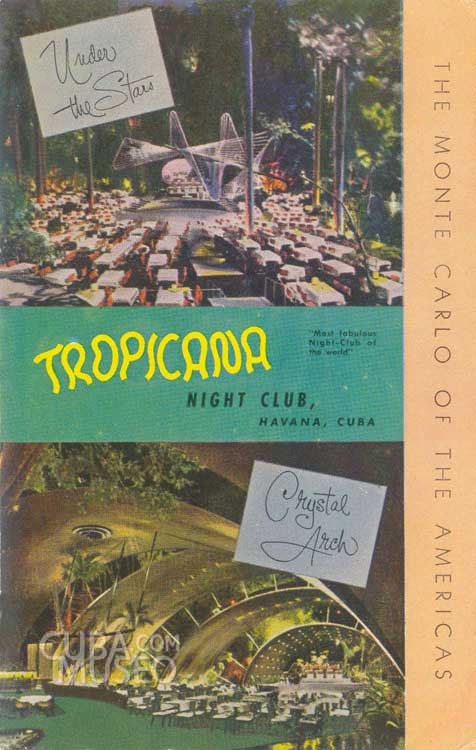 Under
the Stars
THE MONTE CARLO OF THE AMERICAS
TROPICANA
"Most fabulous
Night-Club of
the world"
NIGHT CLUB,
HAVANA, CUBA
Crystal
Arch
CUBA.COM
MUSEO